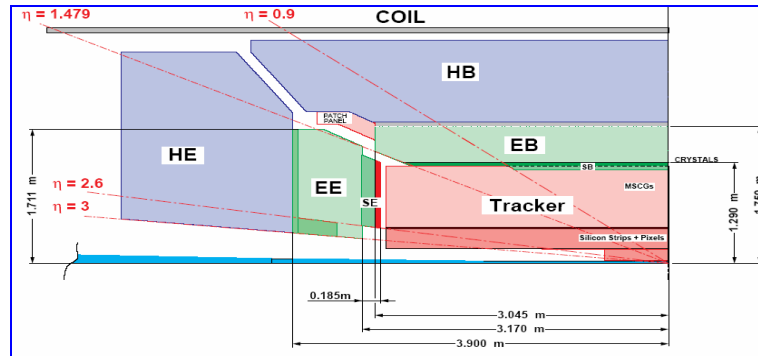 COIL
η = 1.479
η = 0.9
HB
PATCH
PANEL
HE
EB
CRYSTALS
SB
EE
1.711 m
η = 2.6
η = 3
SE
MSGCs
Tracker
1.290 m
Silicon Strips + Pixels
0.185m
3.045 m
3.170 m
3.900 m